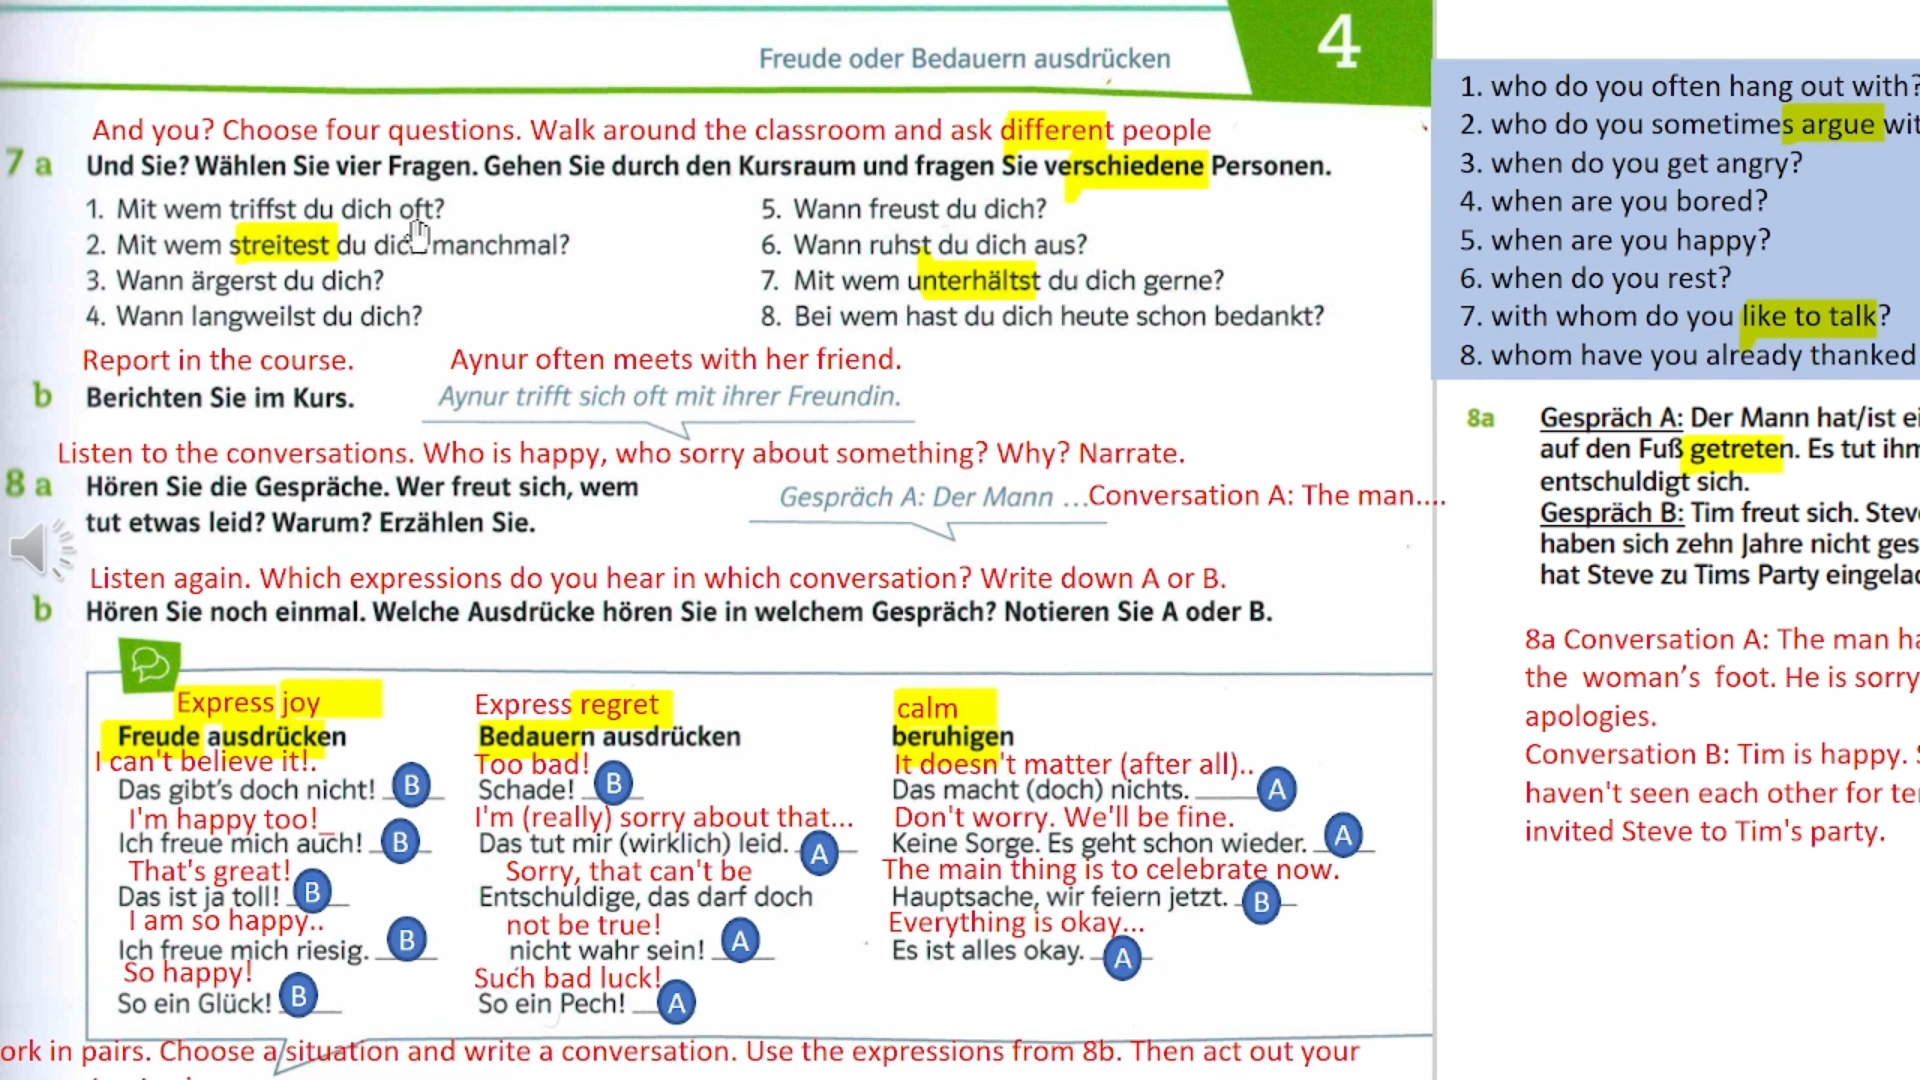 4
Freude oder Bedauern ausdrücken
And you? Choose four questions. Walk around the classroom and ask different people
7 a Und Sie? Wählen Sie vier Fragen. Gehen Sie durch den Kursraum und fragen Sie verschiedene Personen.
1. Mit wem triffst du dich oft?
2. Mit wem streitest du dich manchmal?
3. Wann ärgerst du dich?
4. Wann langweilst du dich?
5. Wann freust du dich?
6. Wann ruhst du dich aus?
7. Mit wem unterhältst du dich gerne?
8. Bei wem hast du dich heute schon bedankt?
Report in the course. Aynur often meets with her friend.
b Berichten Sie im Kurs. Aynur trifft sich oft mit ihrer Freundin.
Listen to the conversations. Who is happy, who sorry about something? Why? Narrate.
8 a Hören Sie die Gespräche. Wer freut sich, wem
tut etwas leid? Warum? Erzählen Sie.
Gespräch A: Der Mann ... Conversation A: The man....
Listen again. Which expressions do you hear in which conversation? Write down A or B.
b Hören Sie noch einmal. Welche Ausdrücke hören Sie in welchem Gespräch? Notieren Sie A oder B.
Express joy
Freude ausdrücken
I can't believe it!.
Das gibt's doch nicht! B
I'm happy too!_
Ich freue mich auch! B
That's great!
Das ist ja toll! B
I am so happy..
Ich freue mich riesig. B
So happy!
So ein Glück! B
Express regret
Bedauern ausdrücken
Too bad!
Schade! B
I'm (really) sorry about that...
Das tut mir (wirklich) leid. A
Sorry, that can't be
Entschuldige, das darf doch
not be true!
nicht wahr sein! A
Such bad luck!
So ein Pech! A
calm
beruhigen
It doesn't matter (after all)..
Das macht (doch) nichts. A
Don't worry. We'll be fine.
Keine Sorge. Es geht schon wieder. A
The main thing is to celebrate now.
Hauptsache, wir feiern jetzt. B
Everything is okay...
Es ist alles okay. A
ork in pairs. Choose a situation and write a conversation. Use the expressions from 8b. Then act out your
1. who do you often hang out with?
2. who do you sometimes argue wit
3. when do you get angry?
4. when are you bored?
5. when are you happy?
6. when do you rest?
7. with whom do you like to talk?
8. whom have you already thanked
8a Gespräch A: Der Mann hat/ist ei
auf den Fuß getreten. Es tut ihm
entschuldigt sich.
Gespräch B: Tim freut sich. Steve
haben sich zehn Jahre nicht ges
hat Steve zu Tims Party eingelad
8a Conversation A: The man ha
the woman's foot. He is sorry
apologies.
Conversation B: Tim is happy. S
haven't seen each other for ten
invited Steve to Tim's party.